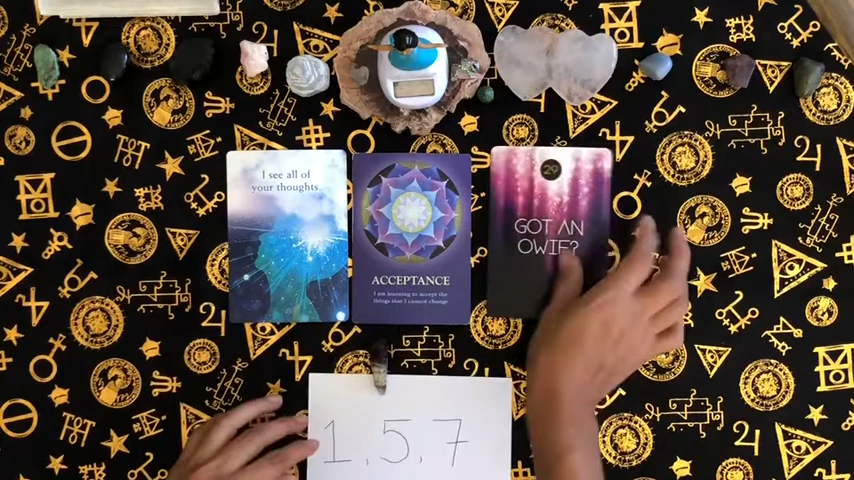 I see all of
your thoughts.
ACCEPTANCE
I am learning to accept the
things that I cannot change
29
GOT AN
OWIE?
1, 5, 7